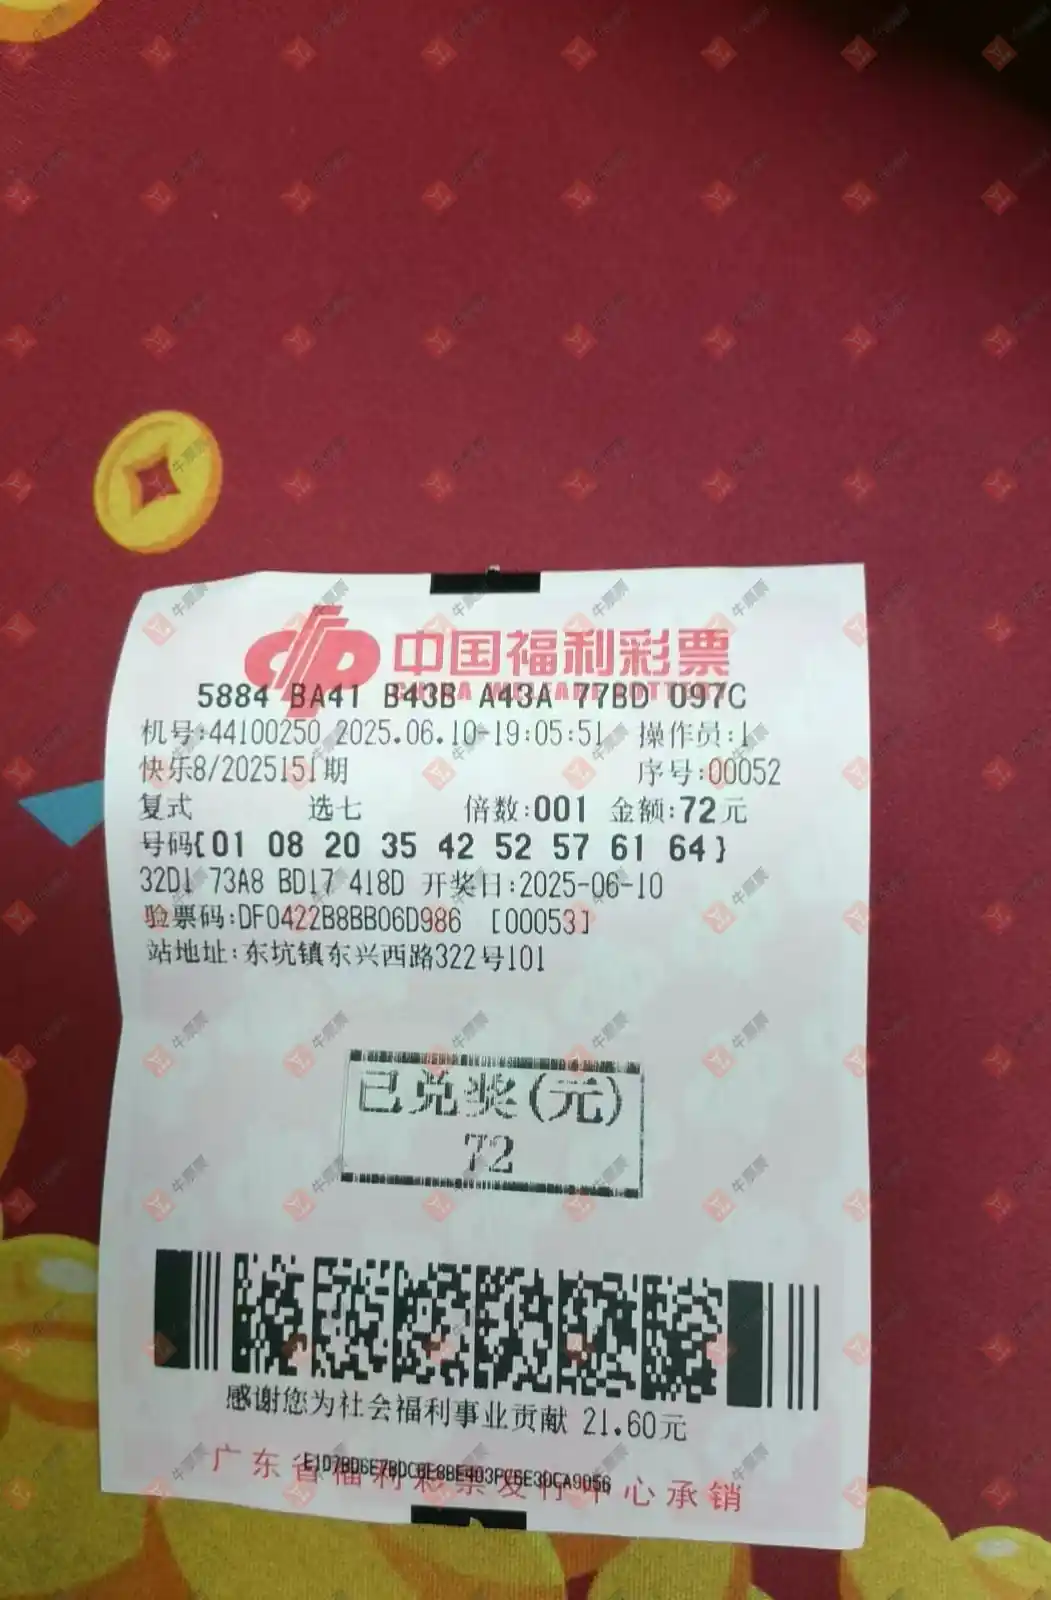 中国福利彩票
CHINA WELFARE LOTTERY
5884 BA41 B43B A43A 77BD 097C
机号:44100250 2025.06.10-19:05:51 操作员:1
快乐8/2025151期 序号:00052
复式 选七 倍数:001 金额:72元
号码{01 08 20 35 42 52 57 61 64}
32D1 73A8 BD17 418D 开奖日:2025-06-10
验票码:DF0422B8BB06D986 [00053]
站地址:东坑镇东兴西路322号101
已兑奖(元)
72
感谢您为社会福利事业贡献 21.60元
广东省福利彩票发行中心承销
牛票票